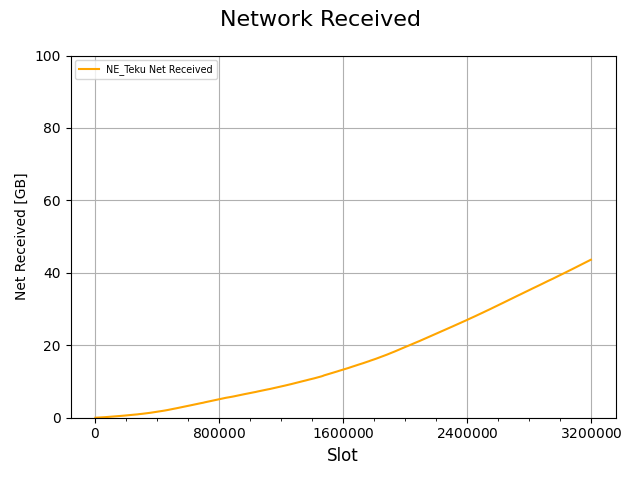 Network Received
NE_Teku Net Received
100
80
60
40
20
0
Net Received [GB]
0 800000 1600000 2400000 3200000
Slot